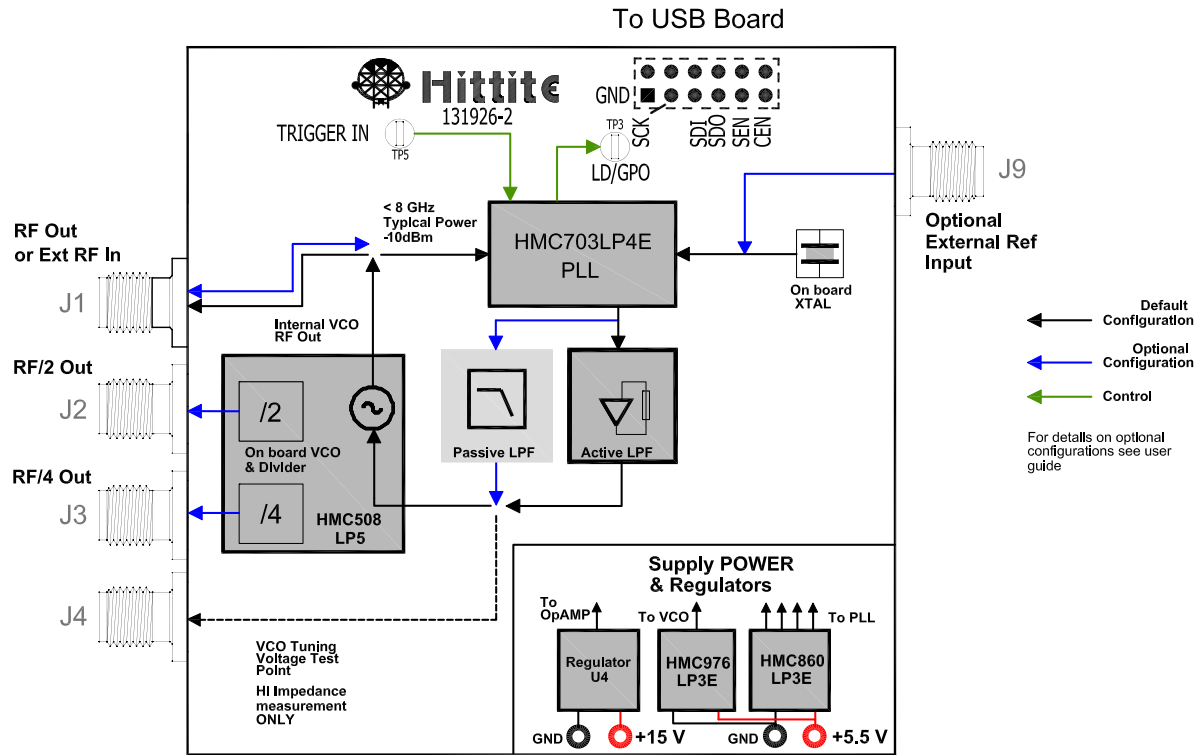 To USB Board
Hittite
131926-2
GND
SCK
SDI
SDO
SEN
CEN
TRIGGER IN
TP5
TP3
LD/GPO
J9
Optional
External Ref
Input
< 8 GHz
Typical Power
-10dBm
HMC703LP4E
PLL
On board
XTAL
RF Out
or Ext RF In
J1
Internal VCO
RF Out
Default
Configuration
Optional
Configuration
Control
For details on optional
configurations see user
guide
RF/2 Out
J2
/2
On board VCO
& Divider
Passive LPF
Active LPF
RF/4 Out
J3
/4
HMC508
LP5
J4
VCO Tuning
Voltage Test
Point
HI Impedance
measurement
ONLY
Supply POWER
& Regulators
To
OpAMP
To VCO
To PLL
Regulator
U4
HMC976
LP3E
HMC860
LP3E
GND
+15 V
GND
+5.5 V